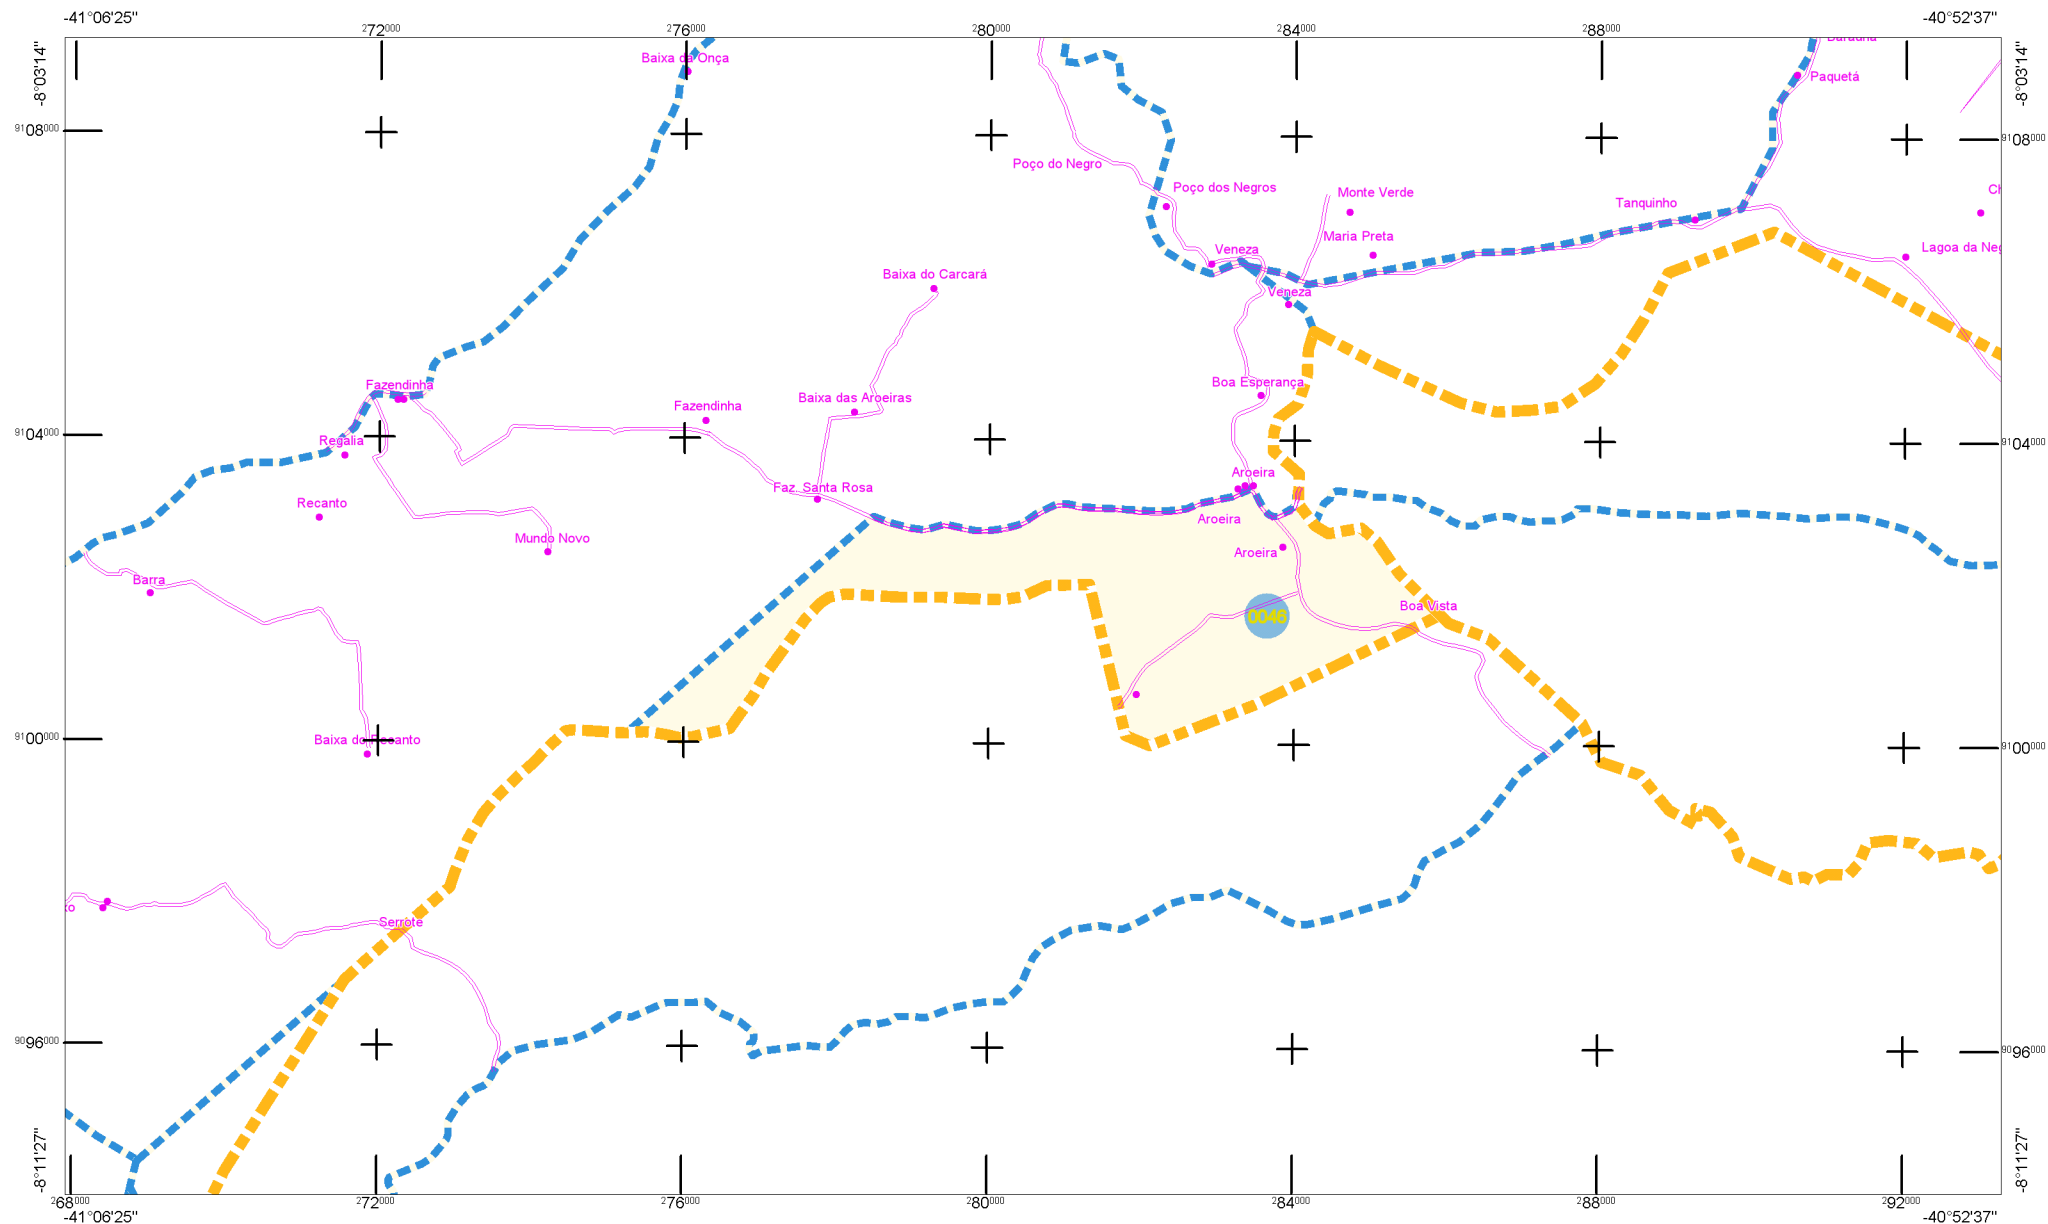 -41°06'25"
-40°52'37"
272000
276000
280000
284000
288000
-8°03'14"
-8°03'14"
Baixa da Onça
Paquetá
9108000
9108000
Poço do Negro
Poço dos Negros
Monte Verde
Tanquinho
Maria Preta
Veneza
Lagoa da Neg
Baixa do Carcará
Veneza
Fazendinha
Boa Esperança
Baixa das Aroeiras
Fazendinha
Regalia
9104000
9104000
Aroeira
Faz. Santa Rosa
Recanto
Aroeira
Mundo Novo
Aroeira
Barra
Boa Vista
0046
Baixa do Recanto
9100000
9100000
xo
Serrote
9096000
9096000
-8°11'27"
-8°11'27"
268000
272000
276000
280000
284000
288000
292000
-41°06'25"
-40°52'37"